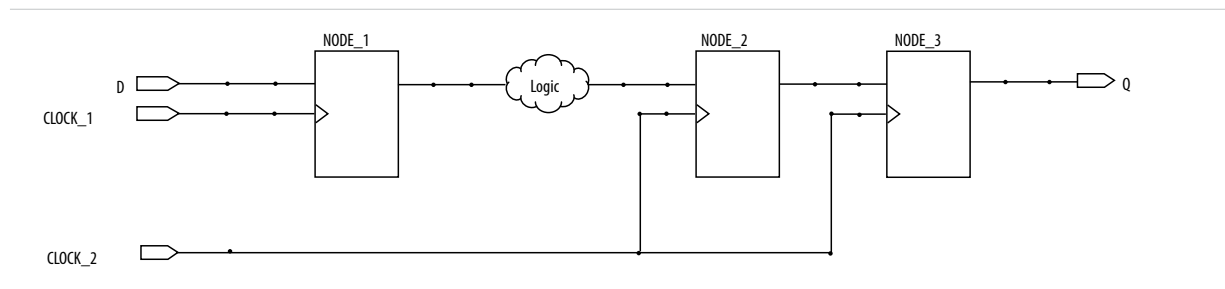 NODE_1
NODE_2
NODE_3
D
Logic
Q
CLOCK_1
CLOCK_2